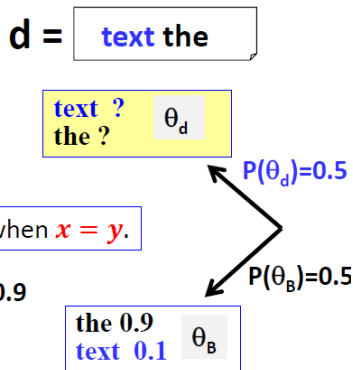 d = text the
text ?
the ?
θd
P(θd)=0.5
when x = y.
P(θB)=0.5
0.9
the 0.9
text 0.1
θB